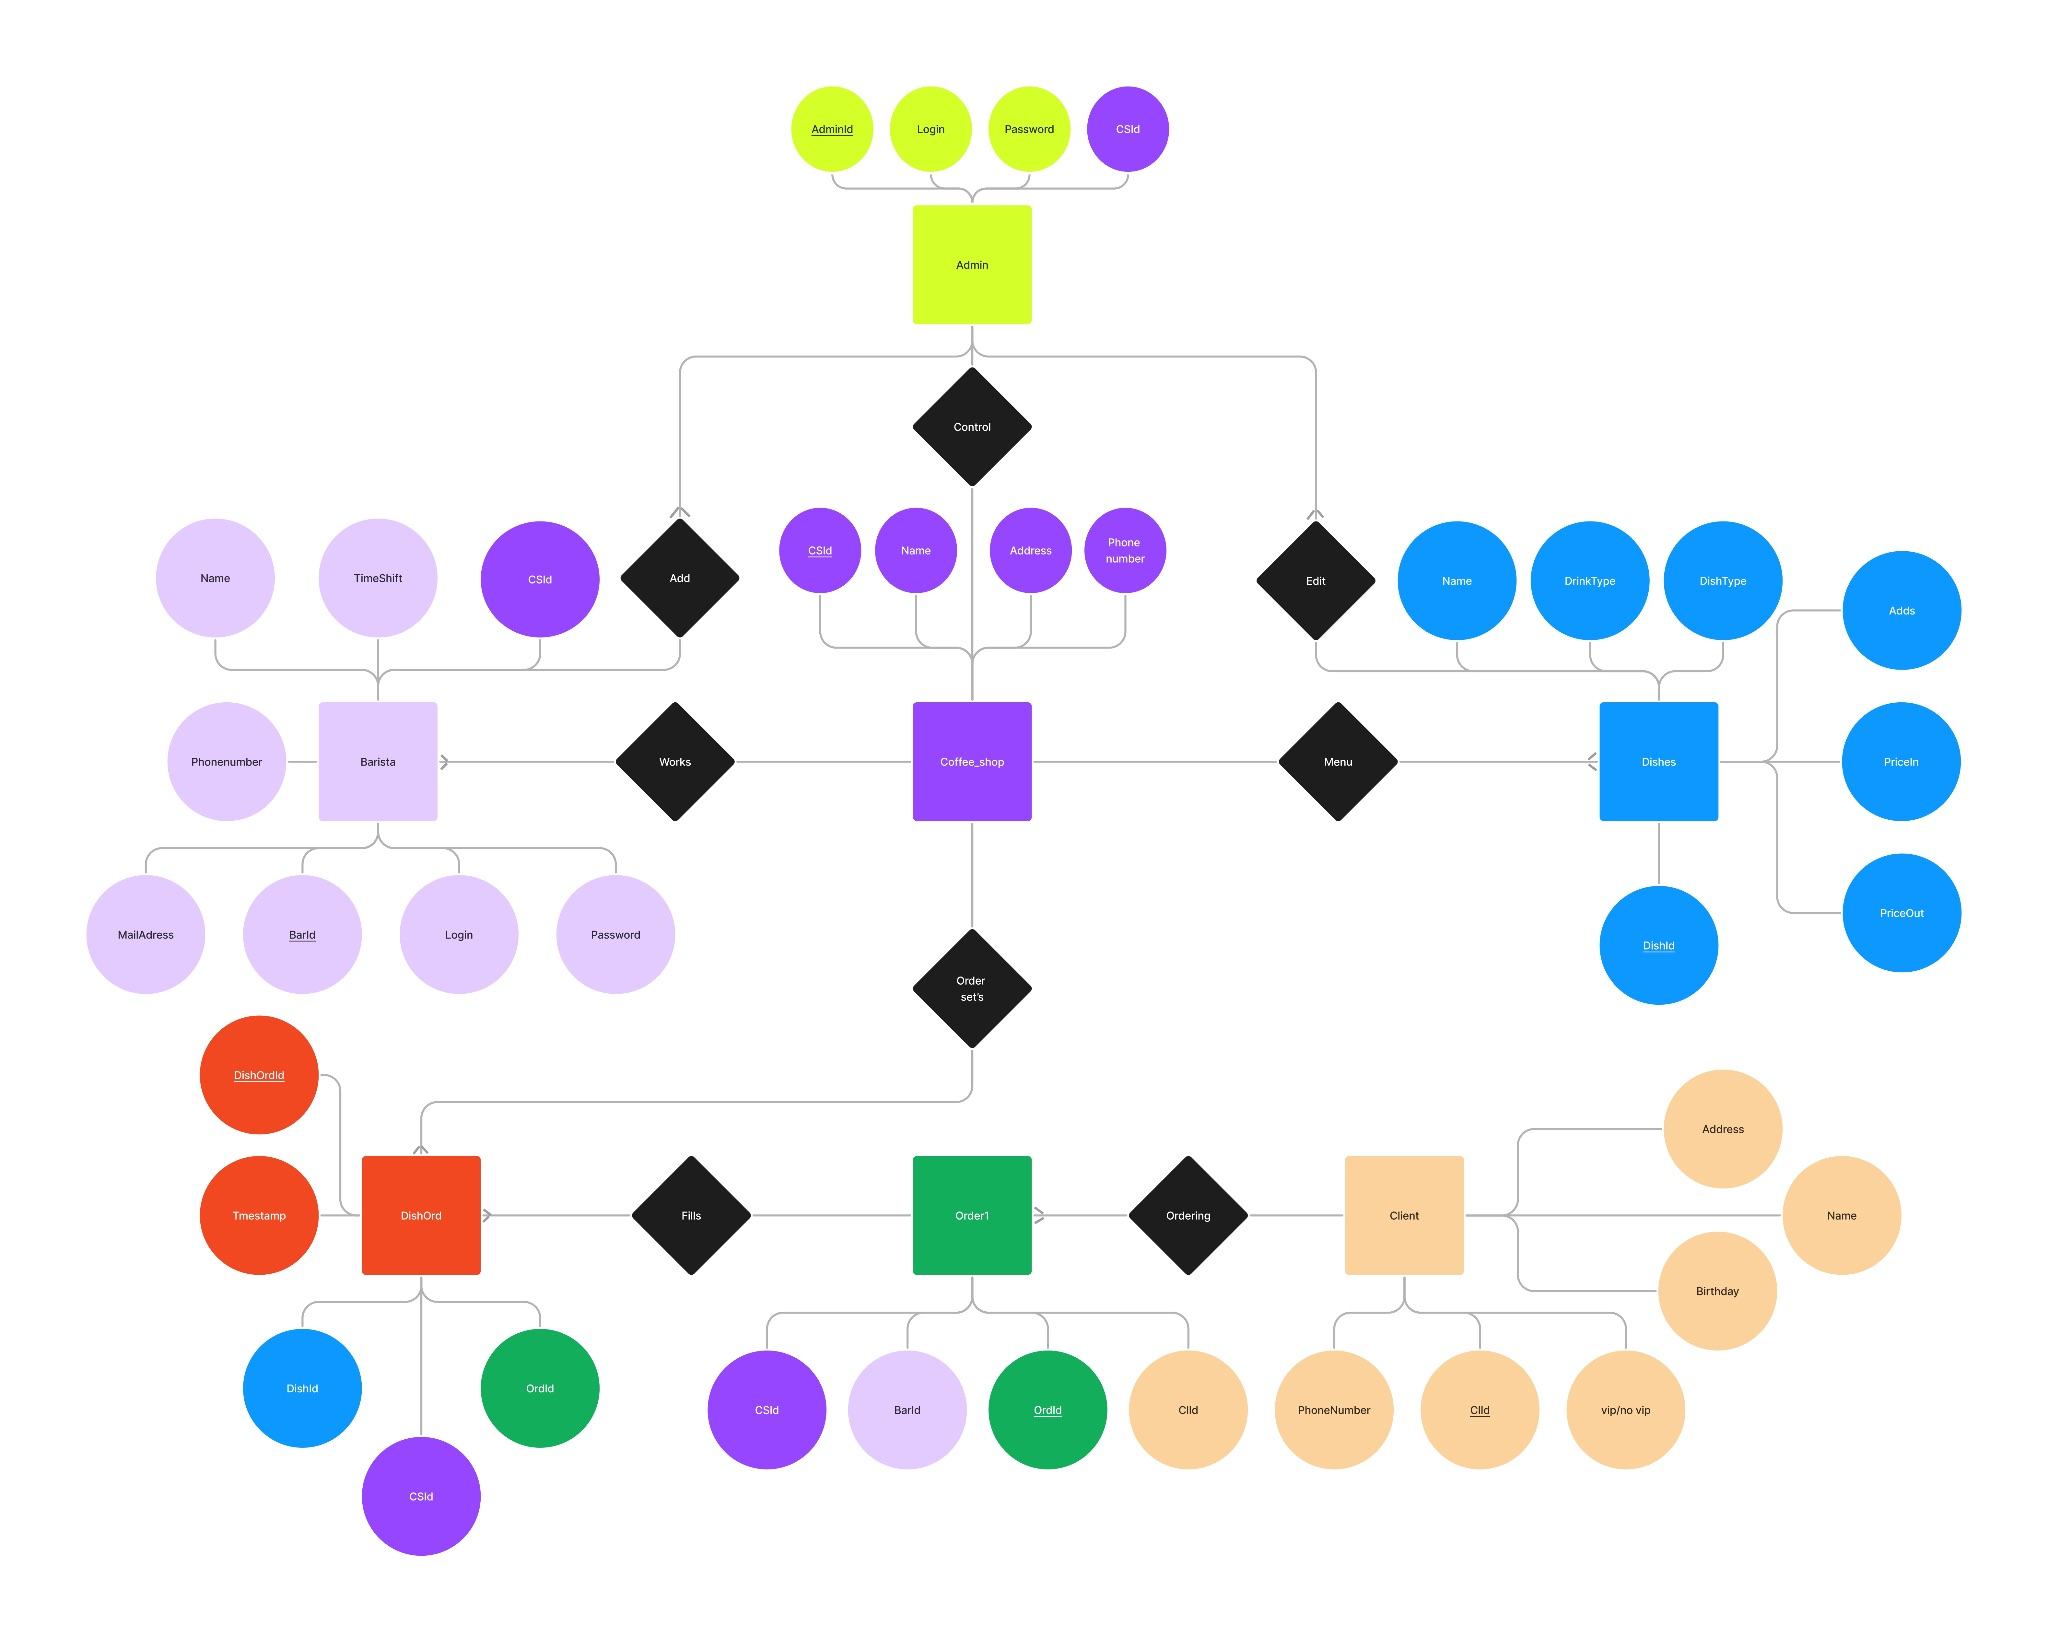 AdminId
Login
Password
CSId
Admin
Control
CSId
Name
Address
Phone
number
Name
TimeShift
CSId
Add
Edit
Name
DrinkType
DishType
Adds
Phonenumber
Barista
Works
Coffee_shop
Menu
Dishes
PriceIn
MailAdress
BarId
Login
Password
DishId
PriceOut
Order
set's
DishOrdId
Address
Tmestamp
DishOrd
Fills
Order1
Ordering
Client
Name
Birthday
DishId
OrdId
CSId
CSId
BarId
OrdId
ClId
PhoneNumber
ClId
vip/no vip